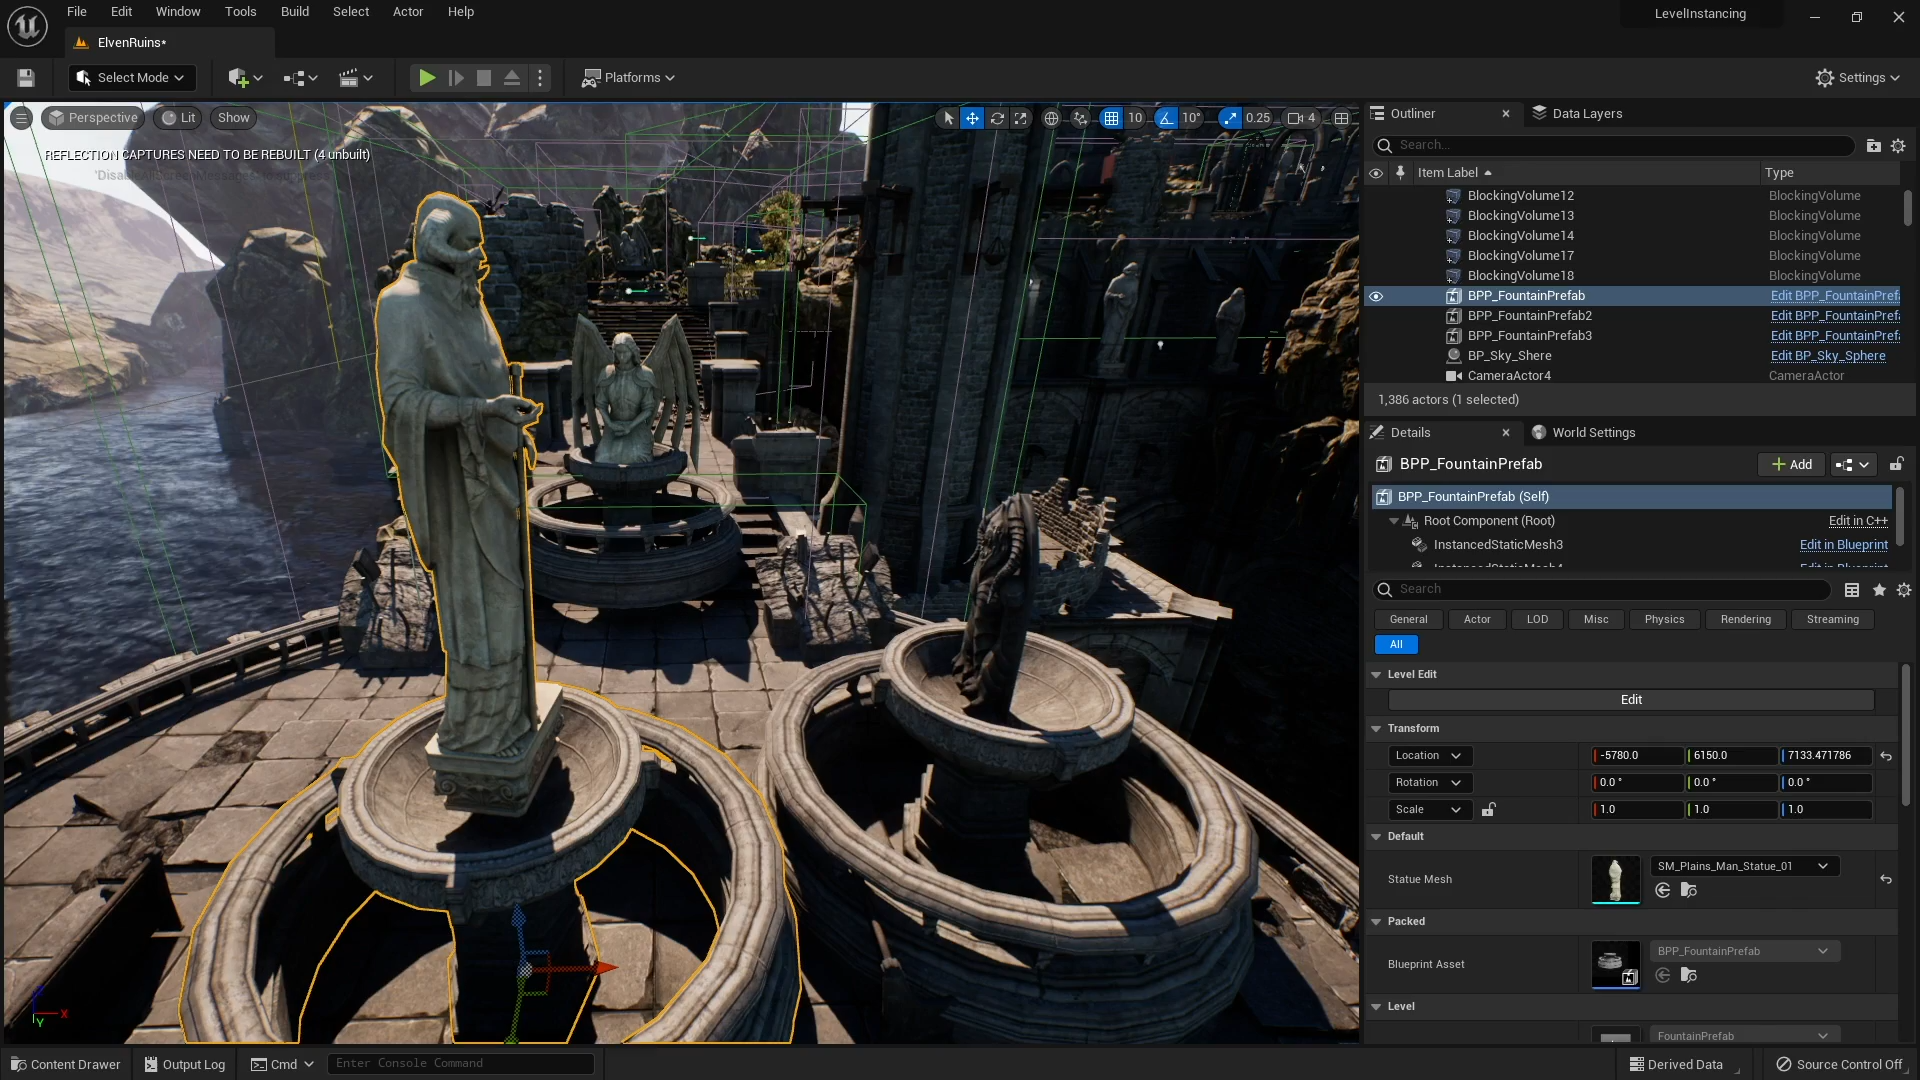 File Edit Window Tools Build Select Actor Help
LevelInstancing
ElvenRuins*
Select Mode
Platforms
Settings
Perspective Lit Show
10 10° 0.25 4
REFLECTION CAPTURES NEED TO BE REBUILT (4 unbuilt)
Outliner
Data Layers
Search...
Item Label
Type
BlockingVolume12 BlockingVolume
BlockingVolume13 BlockingVolume
BlockingVolume14 BlockingVolume
BlockingVolume17 BlockingVolume
BlockingVolume18 BlockingVolume
BPP_FountainPrefab Edit BPP_FountainPrefa
BPP_FountainPrefab2 Edit BPP_FountainPrefa
BPP_FountainPrefab3 Edit BPP_FountainPrefa
BP_Sky_Shere Edit BP_Sky_Sphere
CameraActor4 CameraActor
1,386 actors (1 selected)
Details
World Settings
BPP_FountainPrefab
Add
BPP_FountainPrefab (Self)
Root Component (Root) Edit in C++
InstancedStaticMesh3 Edit in Blueprint
Search
General Actor LOD Misc Physics Rendering Streaming
All
Level Edit
Edit
Transform
Location -5780.0 6150.0 7133.471786
Rotation 0.0 ° 0.0 ° 0.0 °
Scale 1.0 1.0 1.0
Default
Statue Mesh
SM_Plains_Man_Statue_01
Packed
Blueprint Asset
BPP_FountainPrefab
Level
FountainPrefab
X
Y
Content Drawer
Output Log
Cmd
Enter Console Command
Derived Data
Source Control Off